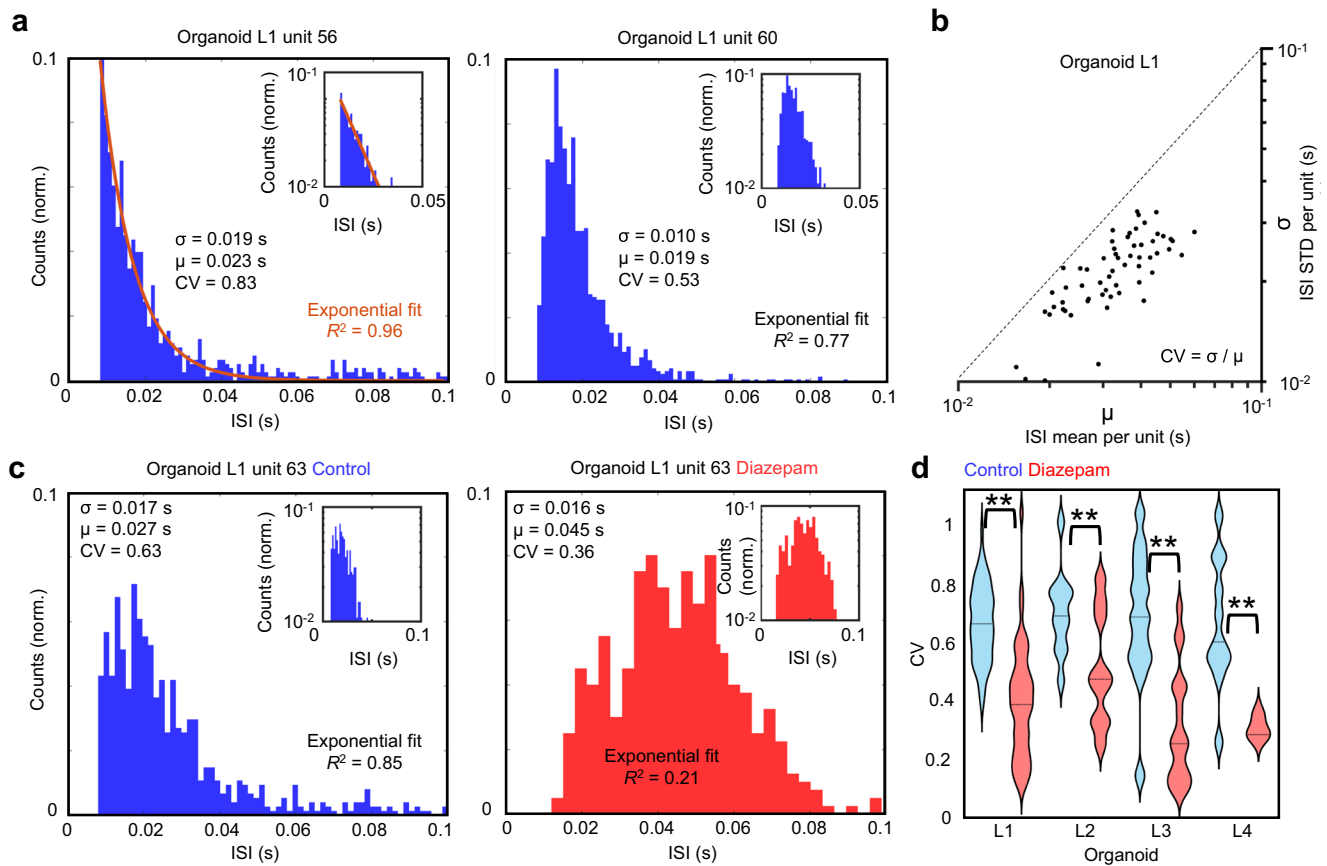 a
Organoid L1 unit 56
0.1
Counts (norm.)
0
0 0.02 0.04 0.06 0.08 0.1
ISI (s)
σ = 0.019 s
μ = 0.023 s
CV = 0.83
Exponential fit
R² = 0.96
10⁻¹
Counts (norm.)
10⁻²
0 0.05
ISI (s)
Organoid L1 unit 60
0.1
0
0 0.02 0.04 0.06 0.08 0.1
ISI (s)
σ = 0.010 s
μ = 0.019 s
CV = 0.53
Exponential fit
R² = 0.77
10⁻¹
Counts (norm.)
10⁻²
0 0.05
ISI (s)
b
Organoid L1
10⁻¹
σ
ISI STD per unit (s)
CV = σ / μ
10⁻²
10⁻² 10⁻¹
μ
ISI mean per unit (s)
c
Organoid L1 unit 63 Control
0.1
Counts (norm.)
0
0 0.02 0.04 0.06 0.08 0.1
ISI (s)
σ = 0.017 s
μ = 0.027 s
CV = 0.63
Exponential fit
R² = 0.85
10⁻¹
Counts (norm.)
10⁻²
0 0.1
ISI (s)
Organoid L1 unit 63 Diazepam
0.1
0
0 0.02 0.04 0.06 0.08 0.1
ISI (s)
σ = 0.016 s
μ = 0.045 s
CV = 0.36
Exponential fit
R² = 0.21
10⁻¹
Counts
(norm.)
10⁻²
0 0.1
ISI (s)
d
Control Diazepam
1
0.8
0.6
0.4
0.2
0
CV
**
**
**
**
L1 L2 L3 L4
Organoid